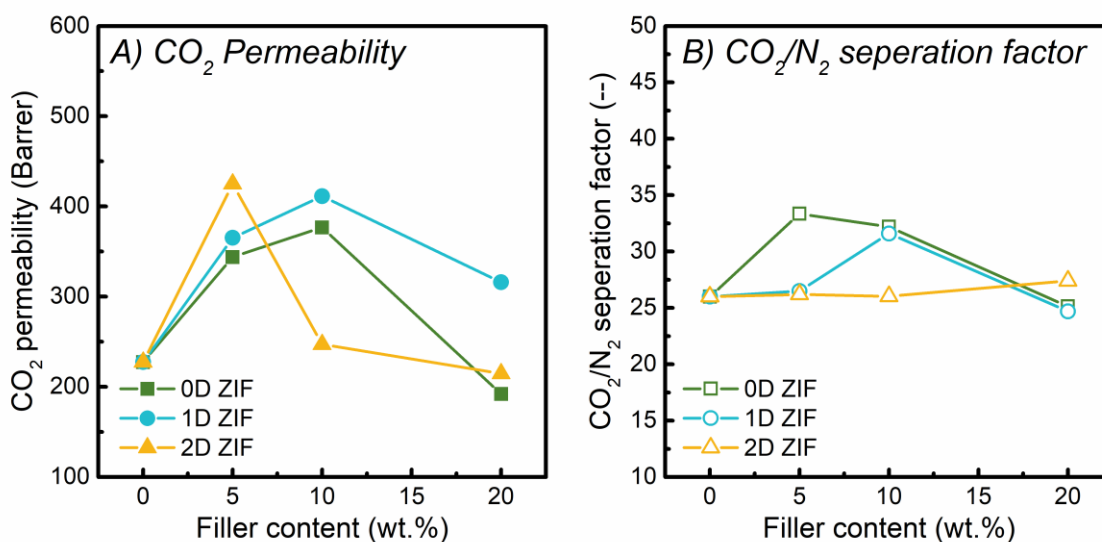 A) CO₂ Permeability
CO₂ permeability (Barrer)
600
500
400
300
200
100
0D ZIF
1D ZIF
2D ZIF
0 5 10 15 20
Filler content (wt.%)
B) CO₂/N₂ seperation factor
CO₂/N₂ seperation factor (--)
50
45
40
35
30
25
20
15
10
0D ZIF
1D ZIF
2D ZIF
0 5 10 15 20
Filler content (wt.%)